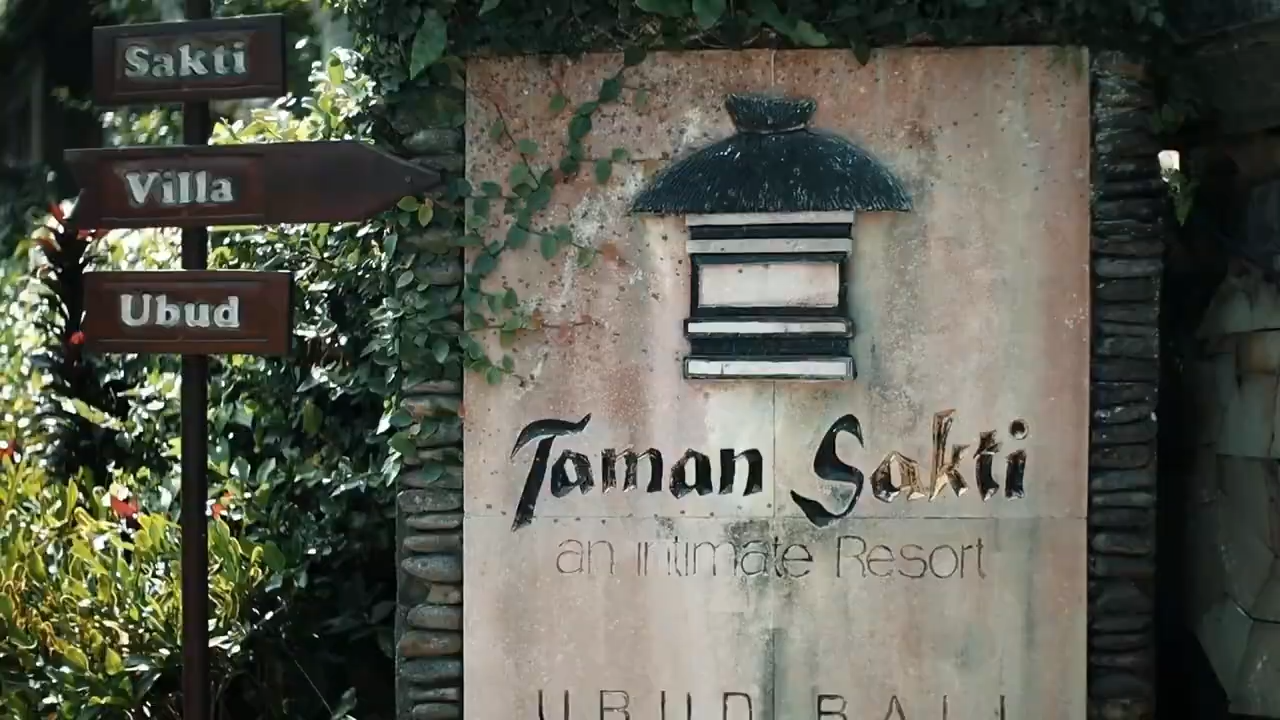 Sakti
Villa
Ubud
Taman Sakti
an intimate Resort
UBUD BALI